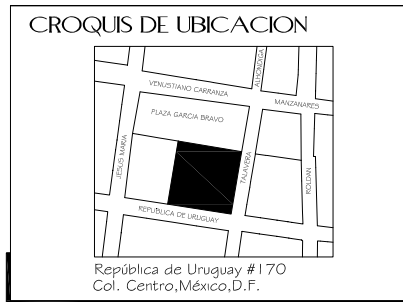 CROQUIS DE UBICACION
ALHONDIGA
VENUSTIANO CARRANZA
MANZANARES
PLAZA GARCIA BRAVO
JESUS MARIA
TALAVERA
ROLDAN
REPUBLICA DE URUGUAY
República de Uruguay #170
Col. Centro,México,D.F.